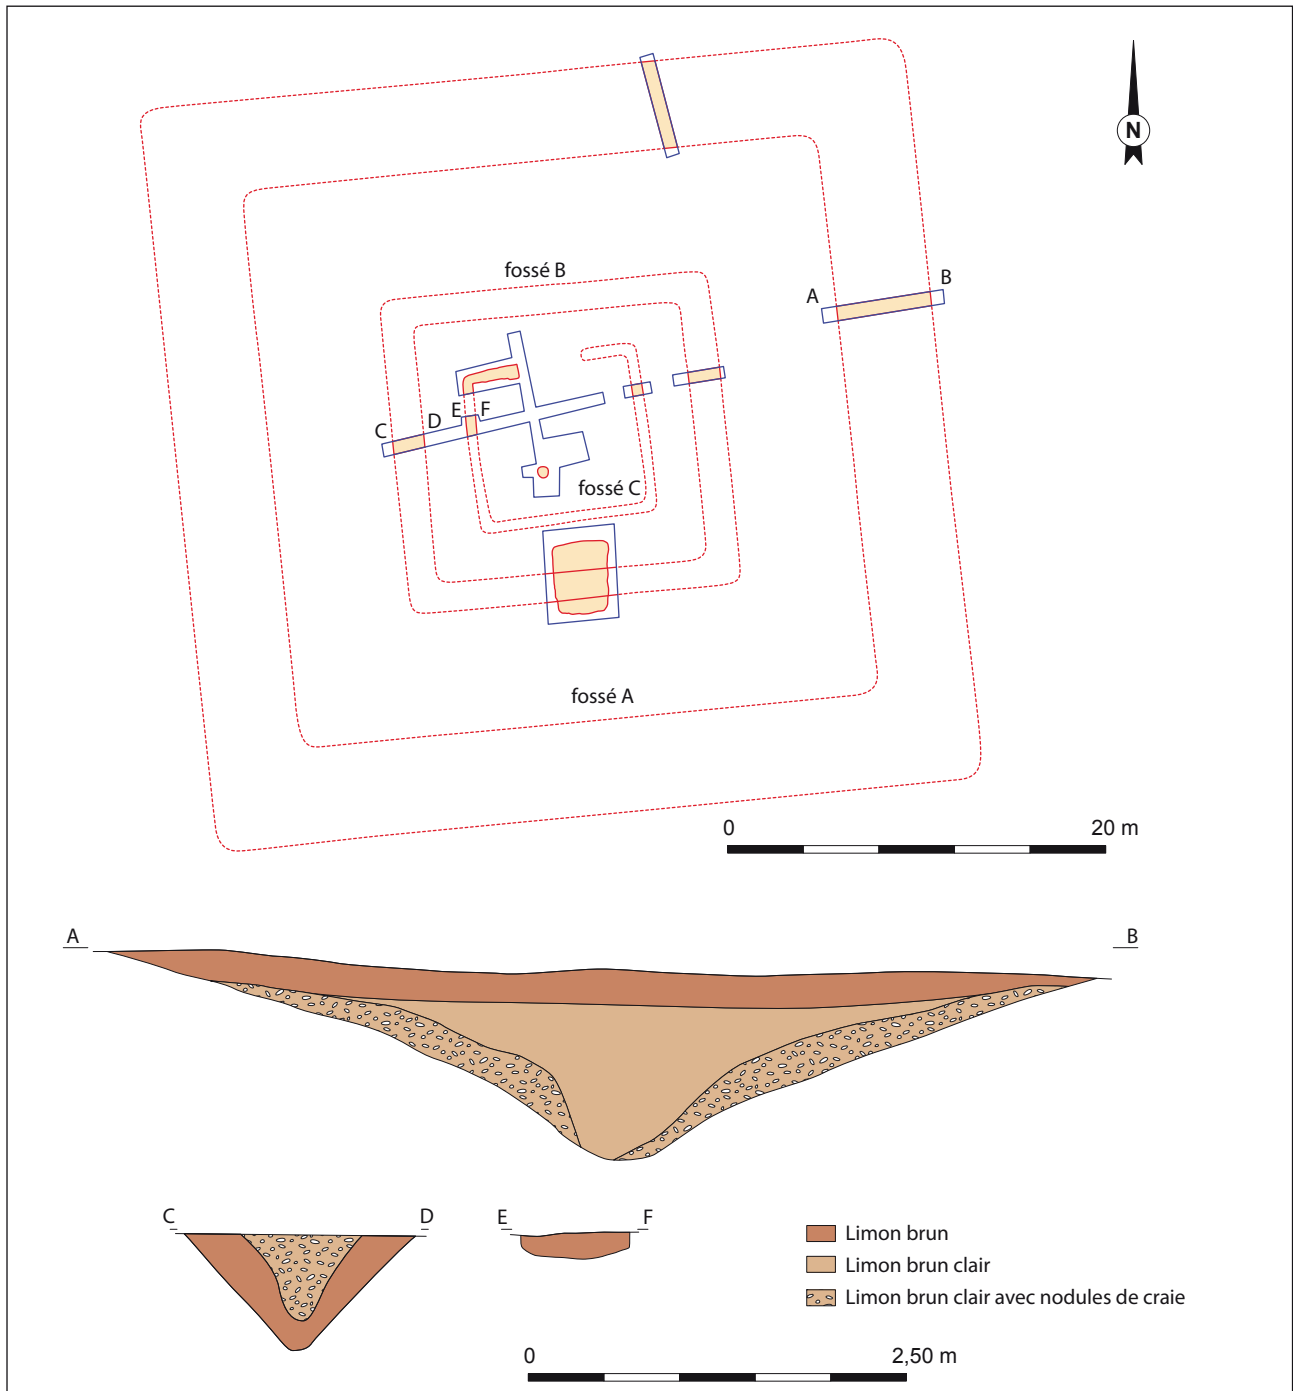 N
fossé B
A
B
E F
C D
fossé C
fossé A
0 20 m
A B
C D E F
Limon brun
Limon brun clair
Limon brun clair avec nodules de craie
0 2,50 m